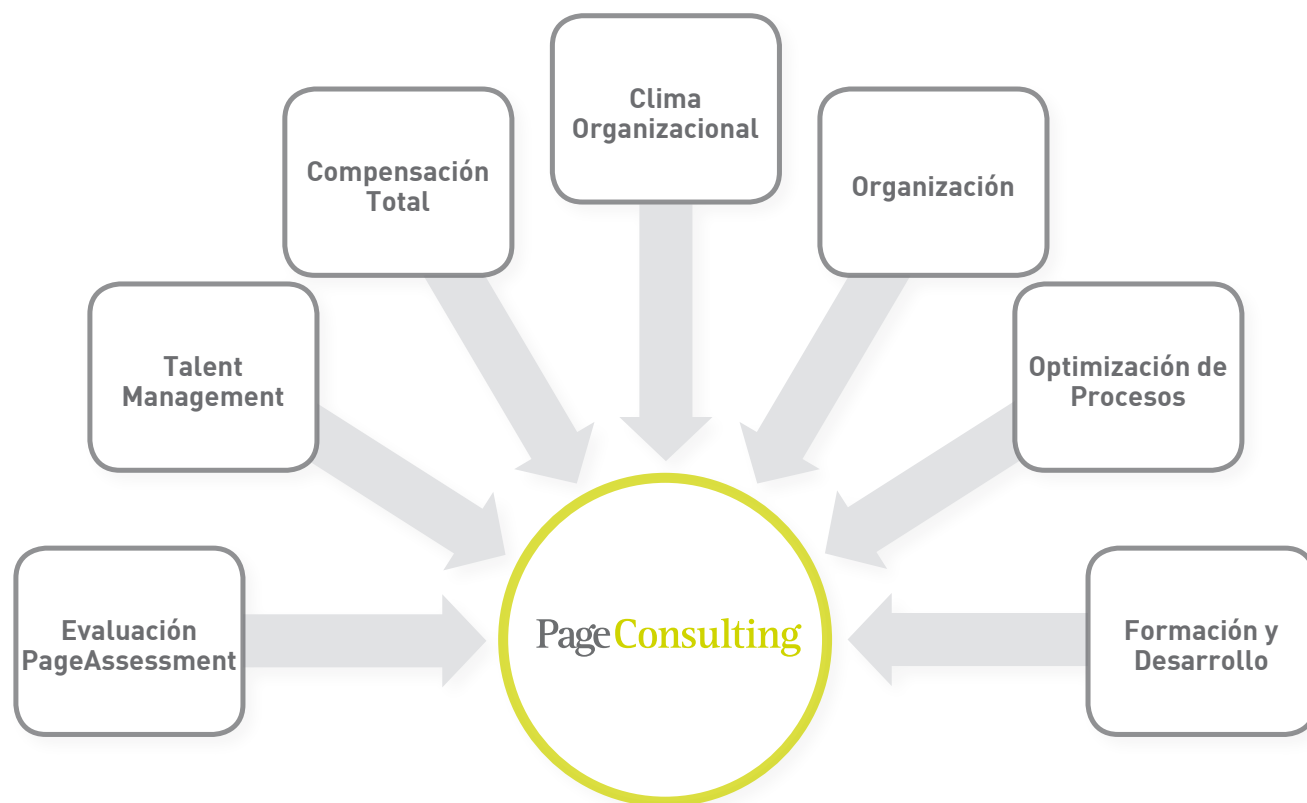 Clima
Organizacional
Compensación
Total
Organización
Talent
Management
Optimización de
Procesos
Evaluación
PageAssessment
PageConsulting
Formación y
Desarrollo